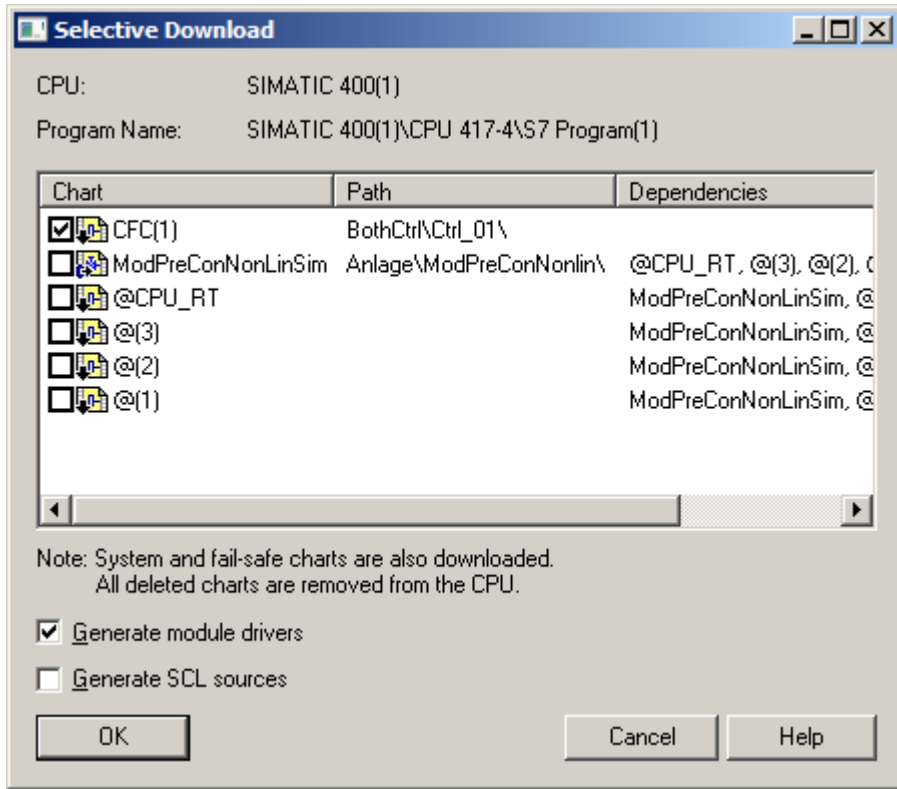 Selective Download
CPU: SIMATIC 400(1)
Program Name: SIMATIC 400(1)\CPU 417-4\S7 Program(1)
Chart Path Dependencies
CFC(1) BothCtrl\Ctrl_01\
ModPreConNonLinSim Anlage\ModPreConNonlin\ @CPU_RT, @(3), @(2),
@CPU_RT ModPreConNonLinSim, @
@(3) ModPreConNonLinSim, @
@(2) ModPreConNonLinSim, @
@(1) ModPreConNonLinSim, @
Note: System and fail-safe charts are also downloaded.
All deleted charts are removed from the CPU.
Generate module drivers
Generate SCL sources
OK Cancel Help